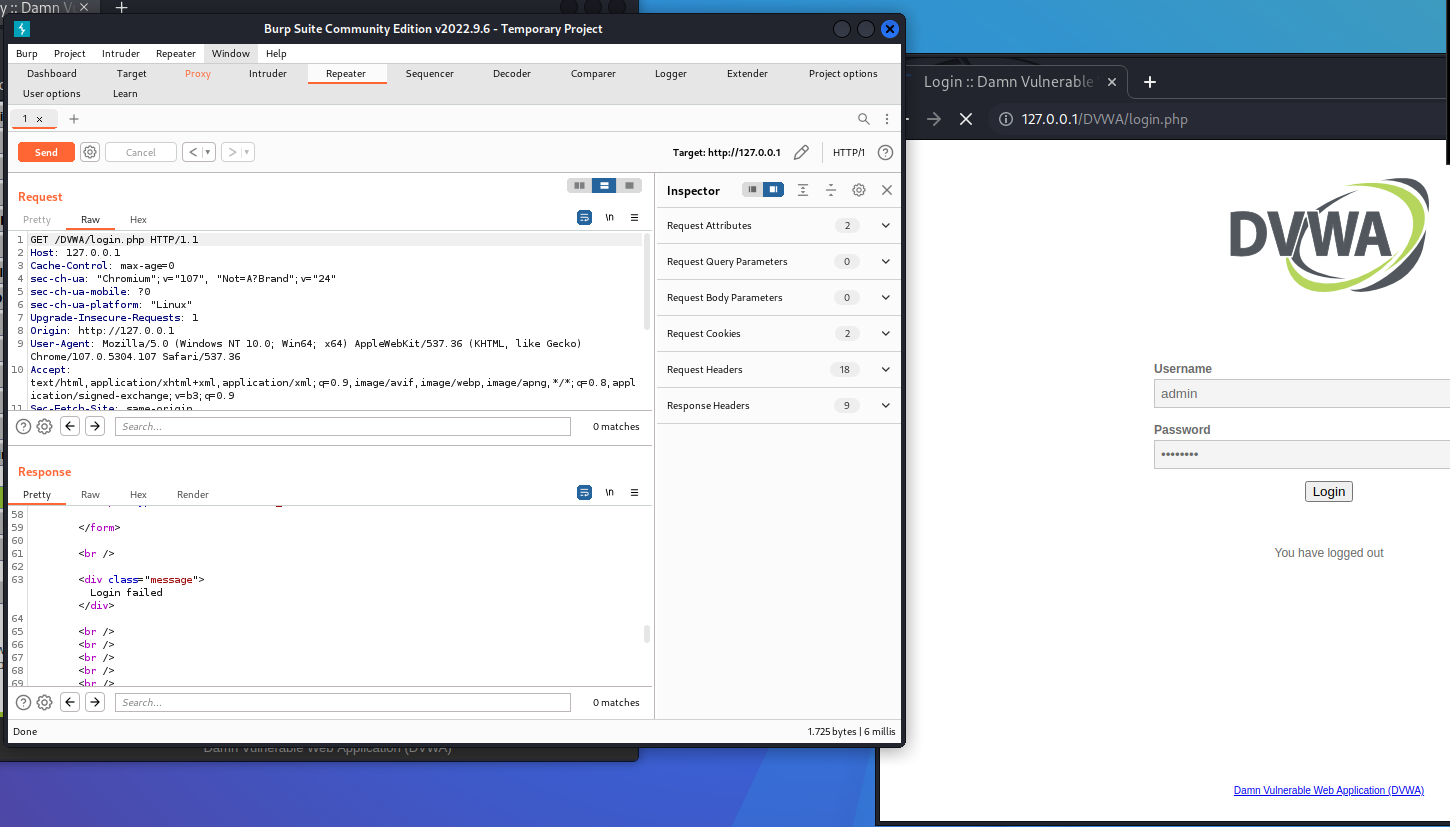 y :: Damn V
Burp Suite Community Edition v2022.9.6 - Temporary Project
Burp Project Intruder Repeater Window Help
Dashboard Target Proxy Intruder Repeater Sequencer Decoder Comparer Logger Extender Project options
User options Learn
1 × +
Send Cancel < > Target: http://127.0.0.1 HTTP/1 ?
Request
Pretty Raw Hex \n
1 GET /DVWA/login.php HTTP/1.1
2 Host: 127.0.0.1
3 Cache-Control: max-age=0
4 sec-ch-ua: "Chromium";v="107", "Not=A?Brand";v="24"
5 sec-ch-ua-mobile: ?0
6 sec-ch-ua-platform: "Linux"
7 Upgrade-Insecure-Requests: 1
8 Origin: http://127.0.0.1
9 User-Agent: Mozilla/5.0 (Windows NT 10.0; Win64; x64) AppleWebKit/537.36 (KHTML, like Gecko)
Chrome/107.0.5304.107 Safari/537.36
10 Accept:
text/html,application/xhtml+xml,application/xml;q=0.9,image/avif,image/webp,image/apng,*/*;q=0.8,appl
ication/signed-exchange;v=b3;q=0.9
11 Sec-Fetch-Site: same-origin
? Search... 0 matches
Response
Pretty Raw Hex Render \n
58
59 </form>
60
61 <br />
62
63 <div class="message">
Login failed
</div>
64
65 <br />
66 <br />
67 <br />
68 <br />
69 <br />
? Search... 0 matches
Done 1.725 bytes | 6 millis
Inspector
Request Attributes 2
Request Query Parameters 0
Request Body Parameters 0
Request Cookies 2
Request Headers 18
Response Headers 9
Damn Vulnerable Web Application (DVWA)
Login :: Damn Vulnerable
127.0.0.1/DVWA/login.php
DVWA
Username
admin
Password
••••••••
Login
You have logged out
Damn Vulnerable Web Application (DVWA)